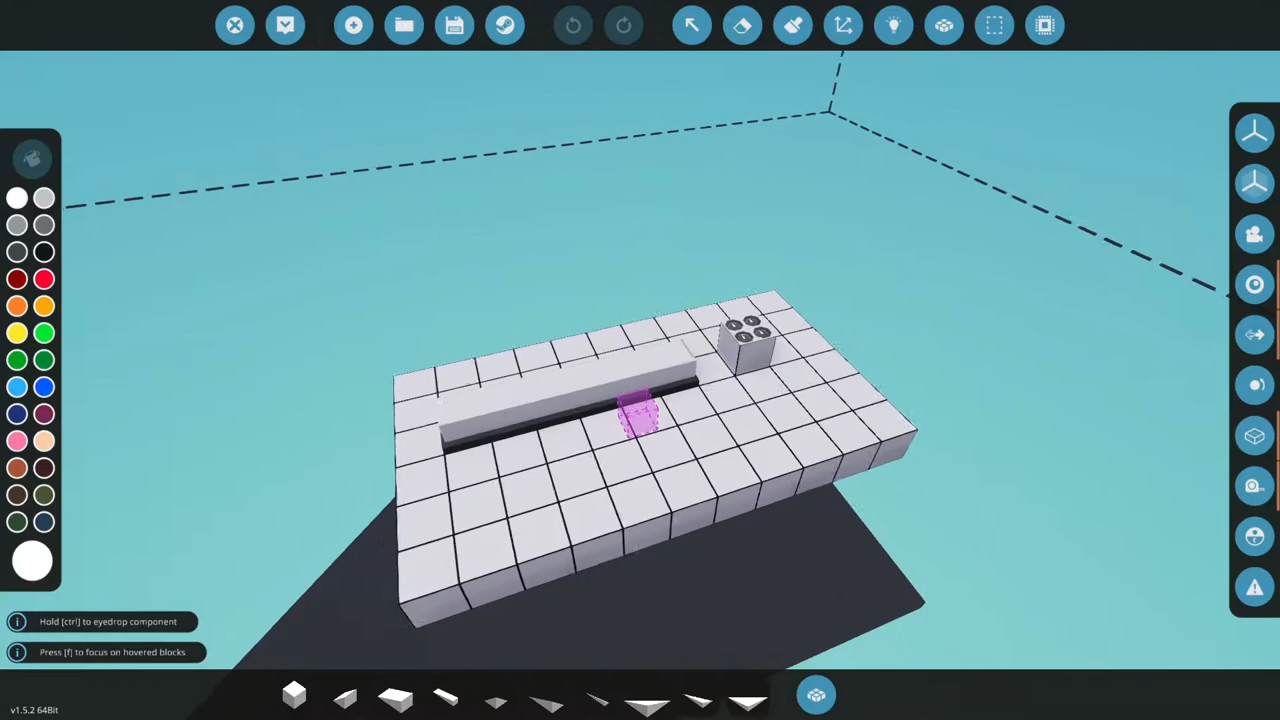 Hold [ctrl] to eyedrop component
Press [f] to focus on hovered blocks
v1.5.2 64Bit